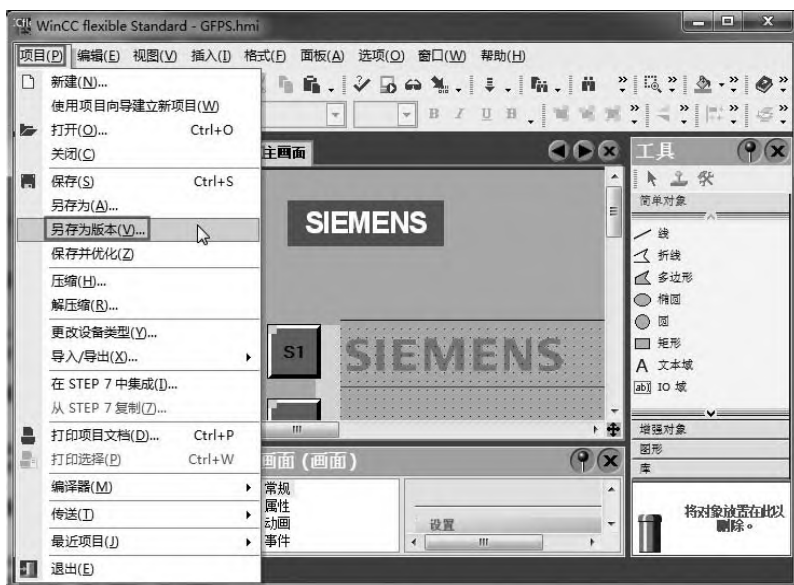 WinCC flexible Standard - GFPS.hmi
项目(P) 编辑(E) 视图(V) 插入(I) 格式(F) 面板(A) 选项(O) 窗口(W) 帮助(H)
新建(N)...
使用项目向导建立新项目(W)
打开(O)... Ctrl+O
关闭(C)
保存(S) Ctrl+S
另存为(A)...
另存为版本(V)...
保存并优化(Z)
压缩(H)...
解压缩(R)...
更改设备类型(Y)...
导入/导出(X)...
在 STEP 7 中集成(I)...
从 STEP 7 复制(7)...
打印项目文档(D)... Ctrl+P
打印选择(P) Ctrl+W
编译器(M)
传送(T)
最近项目(J)
退出(E)
B I U B
主画面
SIEMENS
S1
SIEMENS
画面 (画面)
常规
属性
动画
事件
设置
工具
简单对象
线
折线
多边形
椭圆
圆
矩形
A 文本域
ab IO 域
增强对象
图形
库
将对象放置在此以
删除。